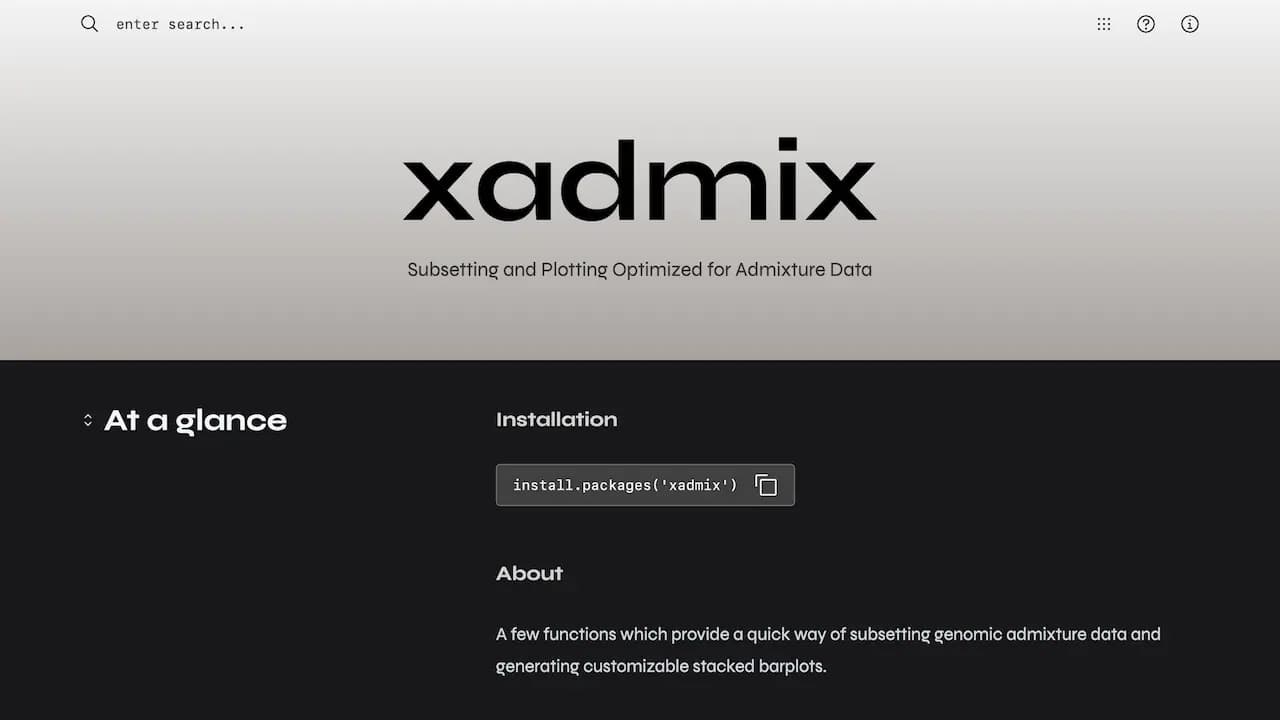 enter search...
xadmix
Subsetting and Plotting Optimized for Admixture Data
At a glance
Installation
install.packages('xadmix')
About
A few functions which provide a quick way of subsetting genomic admixture data and
generating customizable stacked barplots.